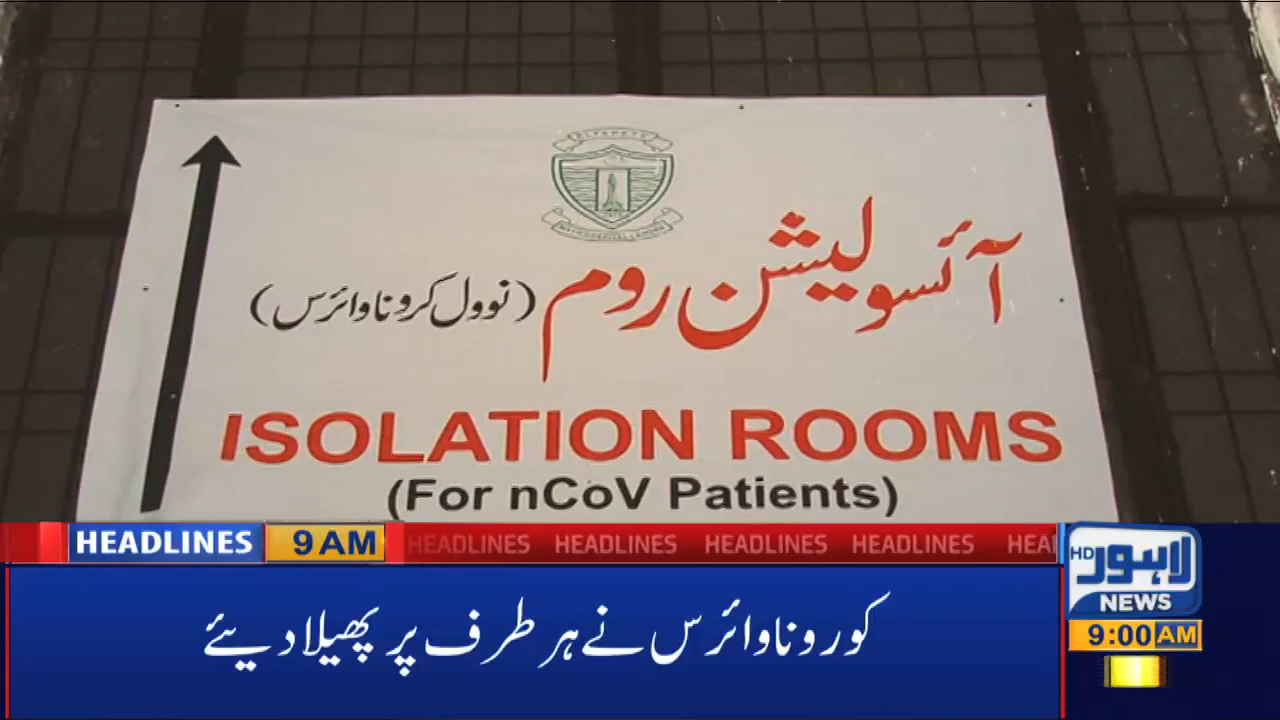 آئسولیشن روم (نوول کرونا وائرس)
ISOLATION ROOMS
(For nCoV Patients)
HEADLINES 9 AM HEADLINES HEADLINES HEADLINES HEADLINES HEA
کورونا وائرس نے ہر طرف پر پھیلا دیئے
HD لاہور
NEWS
9:00 AM